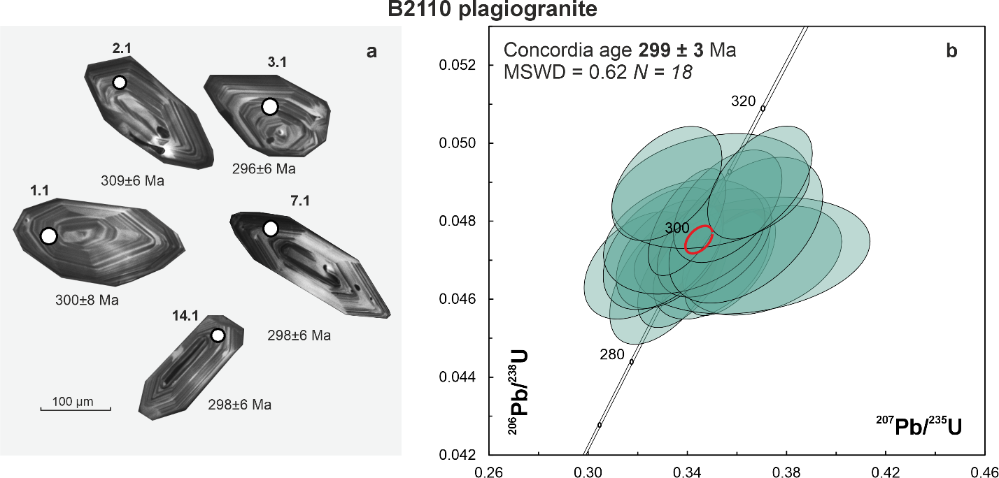 B2110 plagiogranite
a
2.1
3.1
309±6 Ma
296±6 Ma
1.1
7.1
300±8 Ma
298±6 Ma
14.1
298±6 Ma
100 µm
b
Concordia age 299 ± 3 Ma
MSWD = 0.62 N = 18
320
300
280
0.052
0.050
0.048
0.046
0.044
0.042
²⁰⁶Pb/²³⁸U
²⁰⁷Pb/²³⁵U
0.26 0.30 0.34 0.38 0.42 0.46